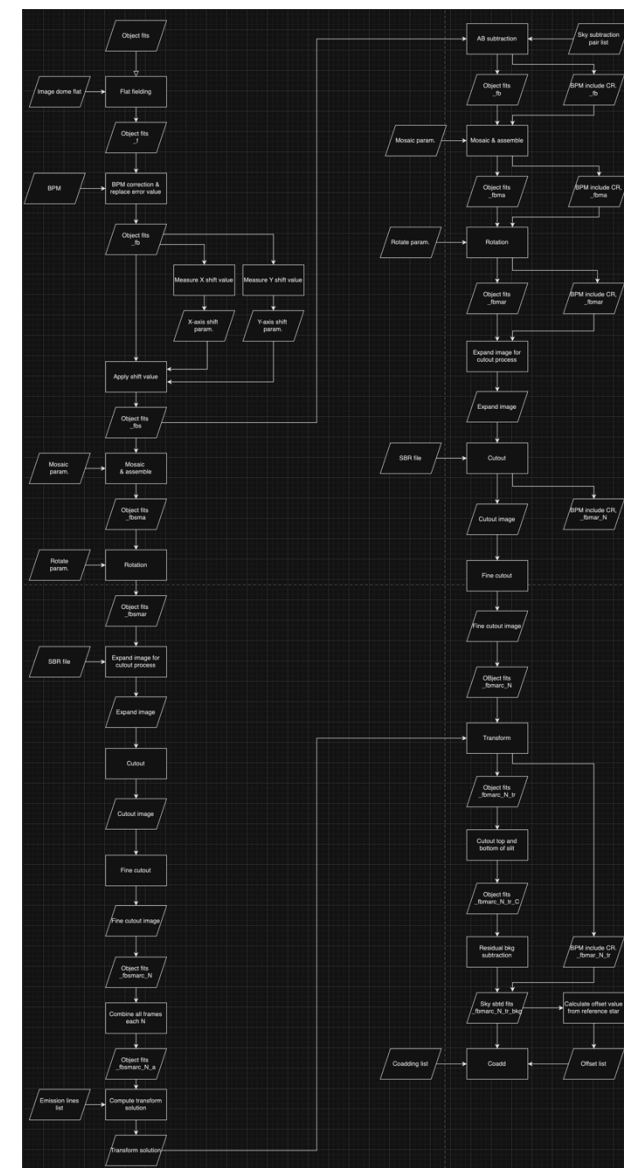 Object fits
Image dome flat
Flat fielding
Object fits
_f
BPM
BPM correction &
replace error value
Object fits
_fb
Measure X shift value
Measure Y shift value
X-axis shift
param.
Y-axis shift
param.
Apply shift value
Object fits
_fbs
Mosaic
param.
Mosaic
& assemble
Object fits
_fbsma
Rotate
param.
Rotation
Object fits
_fbsmar
SBR file
Expand image for
cutout process
Expand image
Cutout
Cutout image
Fine cutout
Fine cutout image
Object fits
_fbsmarc_N
Combine all frames
each N
Object fits
_fbsmarc_N_a
Emission lines
list
Compute transform
solution
Transform solution
AB subtraction
Sky subtraction
pair list
Object fits
_fb
BPM include CR,
_fb
Mosaic param.
Mosaic & assemble
Object fits
_fbma
BPM include CR,
_fbma
Rotate param.
Rotation
Object fits
_fbmar
BPM include CR,
_fbmar
Expand image for
cutout process
Expand image
SBR file
Cutout
Cutout image
BPM include CR,
_fbmar_N
Fine cutout
Fine cutout image
OBject fits
_fbmarc_N
Transform
Object fits
_fbmarc_N_tr
Cutout top and
bottom of slit
Object fits
_fbmarc_N_tr_C
Residual bkg
subtraction
BPM include CR,
_fbmar_N_tr
Sky sbtd fits
_fbmarc_N_tr_bkg
Calculate offset value
from reference star
Coadding list
Coadd
Offset list